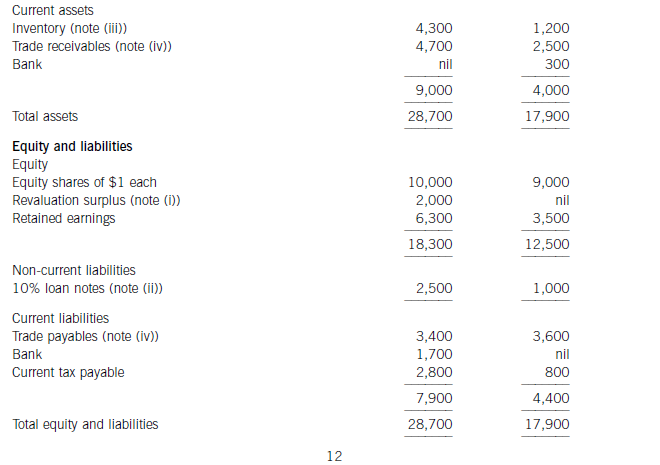 Current assets
Inventory (note (iii)) 4,300 1,200
Trade receivables (note (iv)) 4,700 2,500
Bank nil 300
9,000 4,000
Total assets 28,700 17,900
Equity and liabilities
Equity
Equity shares of $1 each 10,000 9,000
Revaluation surplus (note (i)) 2,000 nil
Retained earnings 6,300 3,500
18,300 12,500
Non-current liabilities
10% loan notes (note (ii)) 2,500 1,000
Current liabilities
Trade payables (note (iv)) 3,400 3,600
Bank 1,700 nil
Current tax payable 2,800 800
7,900 4,400
Total equity and liabilities 28,700 17,900
12